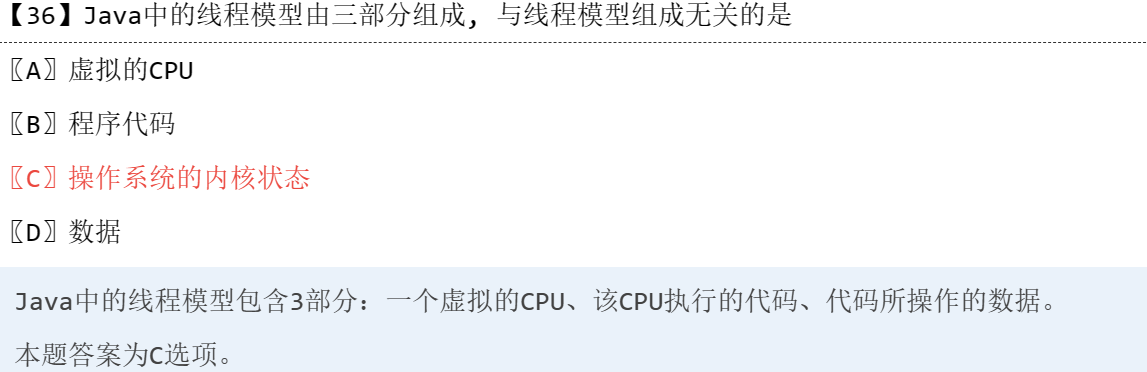 【36】Java中的线程模型由三部分组成, 与线程模型组成无关的是
〖A〗虚拟的CPU
〖B〗程序代码
〖C〗操作系统的内核状态
〖D〗数据
Java中的线程模型包含3部分：一个虚拟的CPU、该CPU执行的代码、代码所操作的数据。
本题答案为C选项。